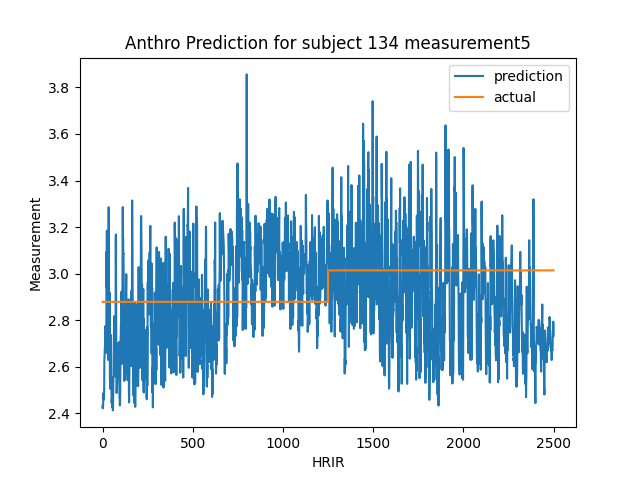 Anthro Prediction for subject 134 measurement5
prediction
actual
Measurement
3.8
3.6
3.4
3.2
3.0
2.8
2.6
2.4
0
500
1000
1500
2000
2500
HRIR